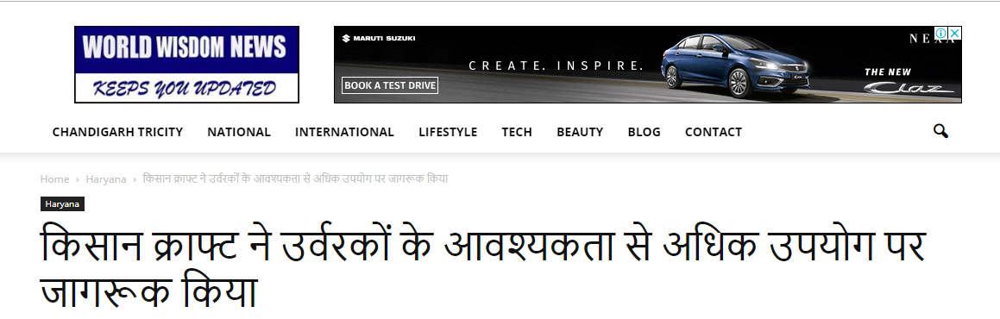 WORLD WISDOM NEWS
KEEPS YOU UPDATED
MARUTI SUZUKI
NEXA
CREATE. INSPIRE.
THE NEW
Ciaz
BOOK A TEST DRIVE
CHANDIGARH TRICITY NATIONAL INTERNATIONAL LIFESTYLE TECH BEAUTY BLOG CONTACT
Home › Haryana › किसान क्राफ्ट ने उर्वरकों के आवश्यकता से अधिक उपयोग पर जागरूक किया
Haryana
किसान क्राफ्ट ने उर्वरकों के आवश्यकता से अधिक उपयोग पर
जागरूक किया